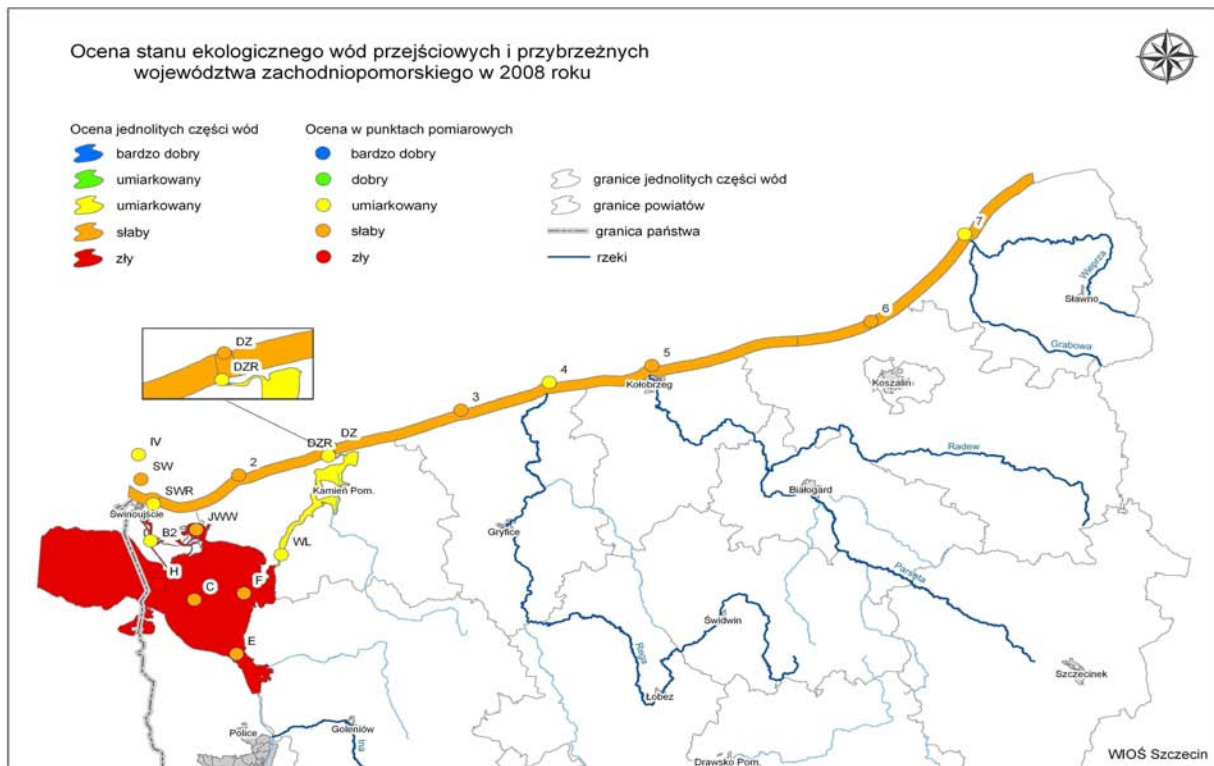 Ocena stanu ekologicznego wód przejściowych i przybrzeżnych
województwa zachodniopomorskiego w 2008 roku
Ocena jednolitych części wód
bardzo dobry
umiarkowany
umiarkowany
słaby
zły
Ocena w punktach pomiarowych
bardzo dobry
dobry
umiarkowany
słaby
zły
granice jednolitych części wód
granice powiatów
granica państwa
rzeki
7
Wieprza
Sławno
6
Grabowa
DZ
DZR
5
Kołobrzeg
4
Koszalin
3
IV
DZR
DZ
Radew
SW
2
Kamień Pom.
Białogard
SWR
Świnoujście
JWW
Gryfice
B2
WL
H
F
C
Parsęta
Świdwin
E
Rega
Szczecinek
Łobez
Police
Goleniów
Ina
Drawsko Pom.
WIOŚ Szczecin